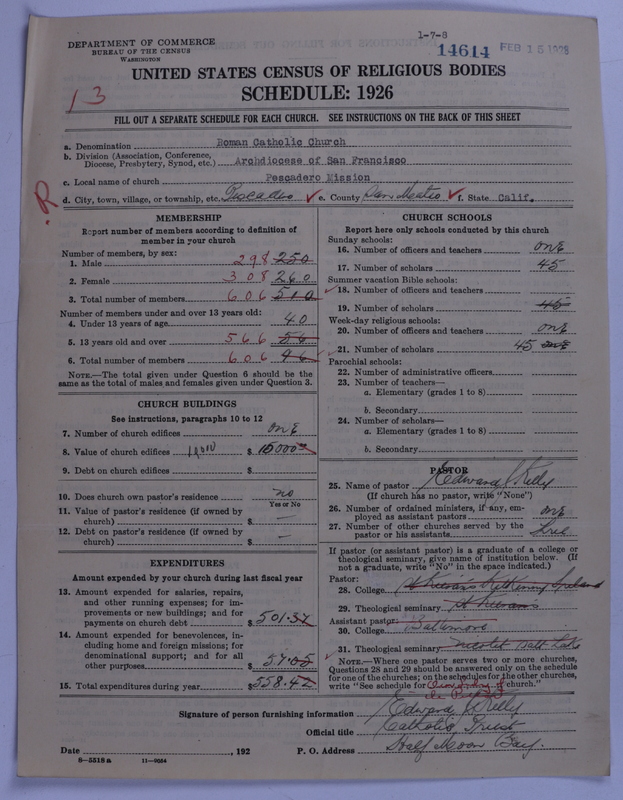 1-7-8
DEPARTMENT OF COMMERCE
BUREAU OF THE CENSUS
WASHINGTON
14614 FEB 15 1928
UNITED STATES CENSUS OF RELIGIOUS BODIES
13
SCHEDULE: 1926
FILL OUT A SEPARATE SCHEDULE FOR EACH CHURCH. SEE INSTRUCTIONS ON THE BACK OF THIS SHEET
a. Denomination Roman Catholic Church
b. Division (Association, Conference, Diocese, Presbytery, Synod, etc.) Archdiocese of San Francisco
c. Local name of church Pescadero Mission
R
d. City, town, village, or township, etc. Pescadero e. County San Mateo f. State Calif.
MEMBERSHIP
Report number of members according to definition of
member in your church
Number of members, by sex:
1. Male 298 250
2. Female 308 260
3. Total number of members 606 510
Number of members under and over 13 years old:
4. Under 13 years of age 40
5. 13 years old and over 566 56
6. Total number of members 606 96
NOTE.—The total given under Question 6 should be the
same as the total of males and females given under Question 3.
CHURCH BUILDINGS
See instructions, paragraphs 10 to 12
7. Number of church edifices one
8. Value of church edifices $ 15000
9. Debt on church edifices $
10. Does church own pastor's residence no
Yes or No
11. Value of pastor's residence (if owned by
church) $ —
12. Debt on pastor's residence (if owned by
church) $ —
EXPENDITURES
Amount expended by your church during last fiscal year
13. Amount expended for salaries, repairs,
and other running expenses; for im-
provements or new buildings; and for
payments on church debt $ 501.37
14. Amount expended for benevolences, in-
cluding home and foreign missions; for
denominational support; and for all
other purposes $ 57.05
15. Total expenditures during year $ 558.42
CHURCH SCHOOLS
Report here only schools conducted by this church
Sunday schools:
16. Number of officers and teachers one
17. Number of scholars 45
Summer vacation Bible schools:
18. Number of officers and teachers
19. Number of scholars 45
Week-day religious schools:
20. Number of officers and teachers one
21. Number of scholars 45 one
Parochial schools:
22. Number of administrative officers
23. Number of teachers—
a. Elementary (grades 1 to 8)
b. Secondary
24. Number of scholars—
a. Elementary (grades 1 to 8)
b. Secondary
PASTOR
25. Name of pastor Edward J Kelly
(If church has no pastor, write "None")
26. Number of ordained ministers, if any, em-
ployed as assistant pastors one
27. Number of other churches served by the
pastor or his assistants three
If pastor (or assistant pastor) is a graduate of a college or
theological seminary, give name of institution below. (If
not a graduate, write "No" in the space indicated.)
Pastor:
28. College St Kierans Kilkenny Ireland
29. Theological seminary St Kierans
Assistant pastor:
30. College Baltimore
31. Theological seminary
NOTE.—Where one pastor serves two or more churches,
Questions 28 and 29 should be answered only on the schedule
for one of the churches; on the schedules for the other churches,
write "See schedule for church."
Signature of person furnishing information Edward J Kelly
Official title Catholic Priest
Date , 192 P. O. Address Half Moon Bay.
8-5518 a 11-9054